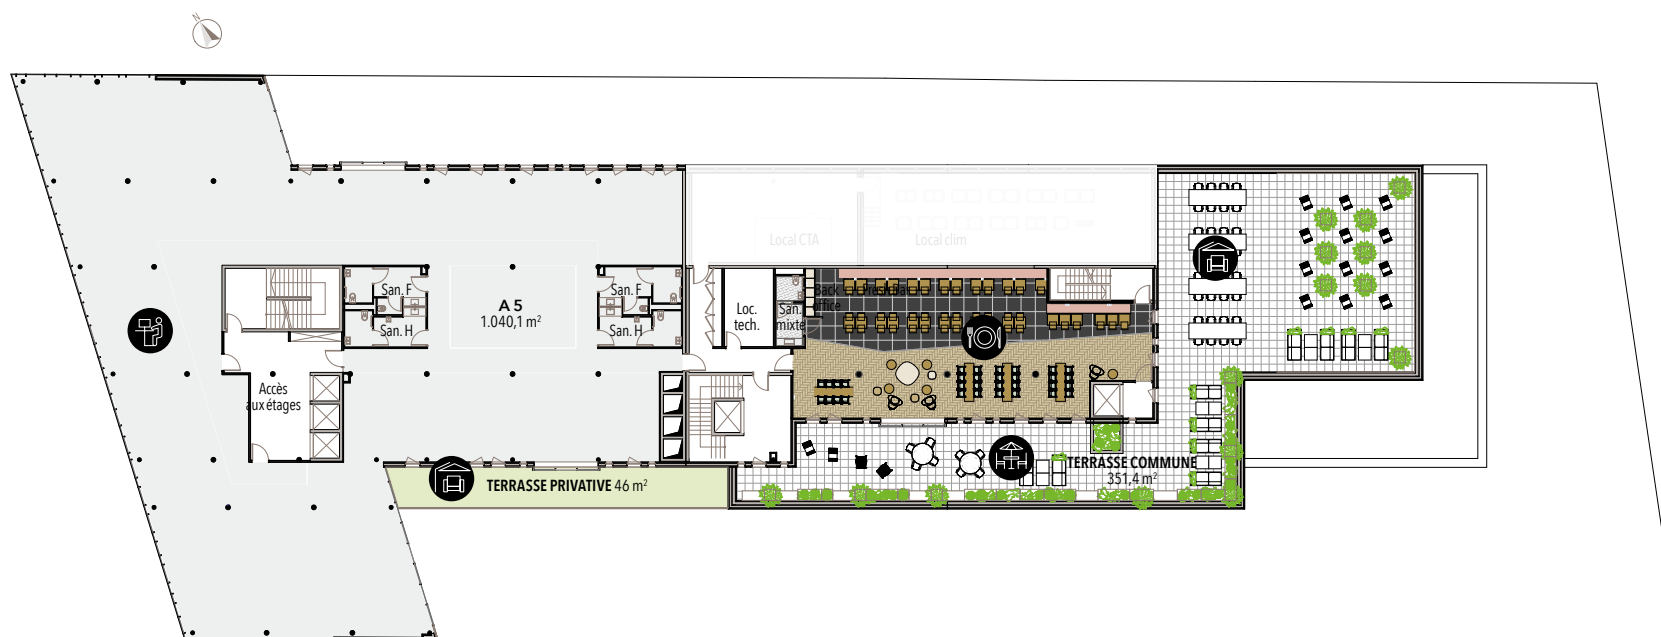 N
Local CTA
Local clim
San. F
San. F
A 5
1.040,1 m²
San. H
San. H
Loc.
tech.
San.
mixte
Back
office
Accès
aux étages
TERRASSE PRIVATIVE 46 m²
TERRASSE COMMUNE
351,4 m²